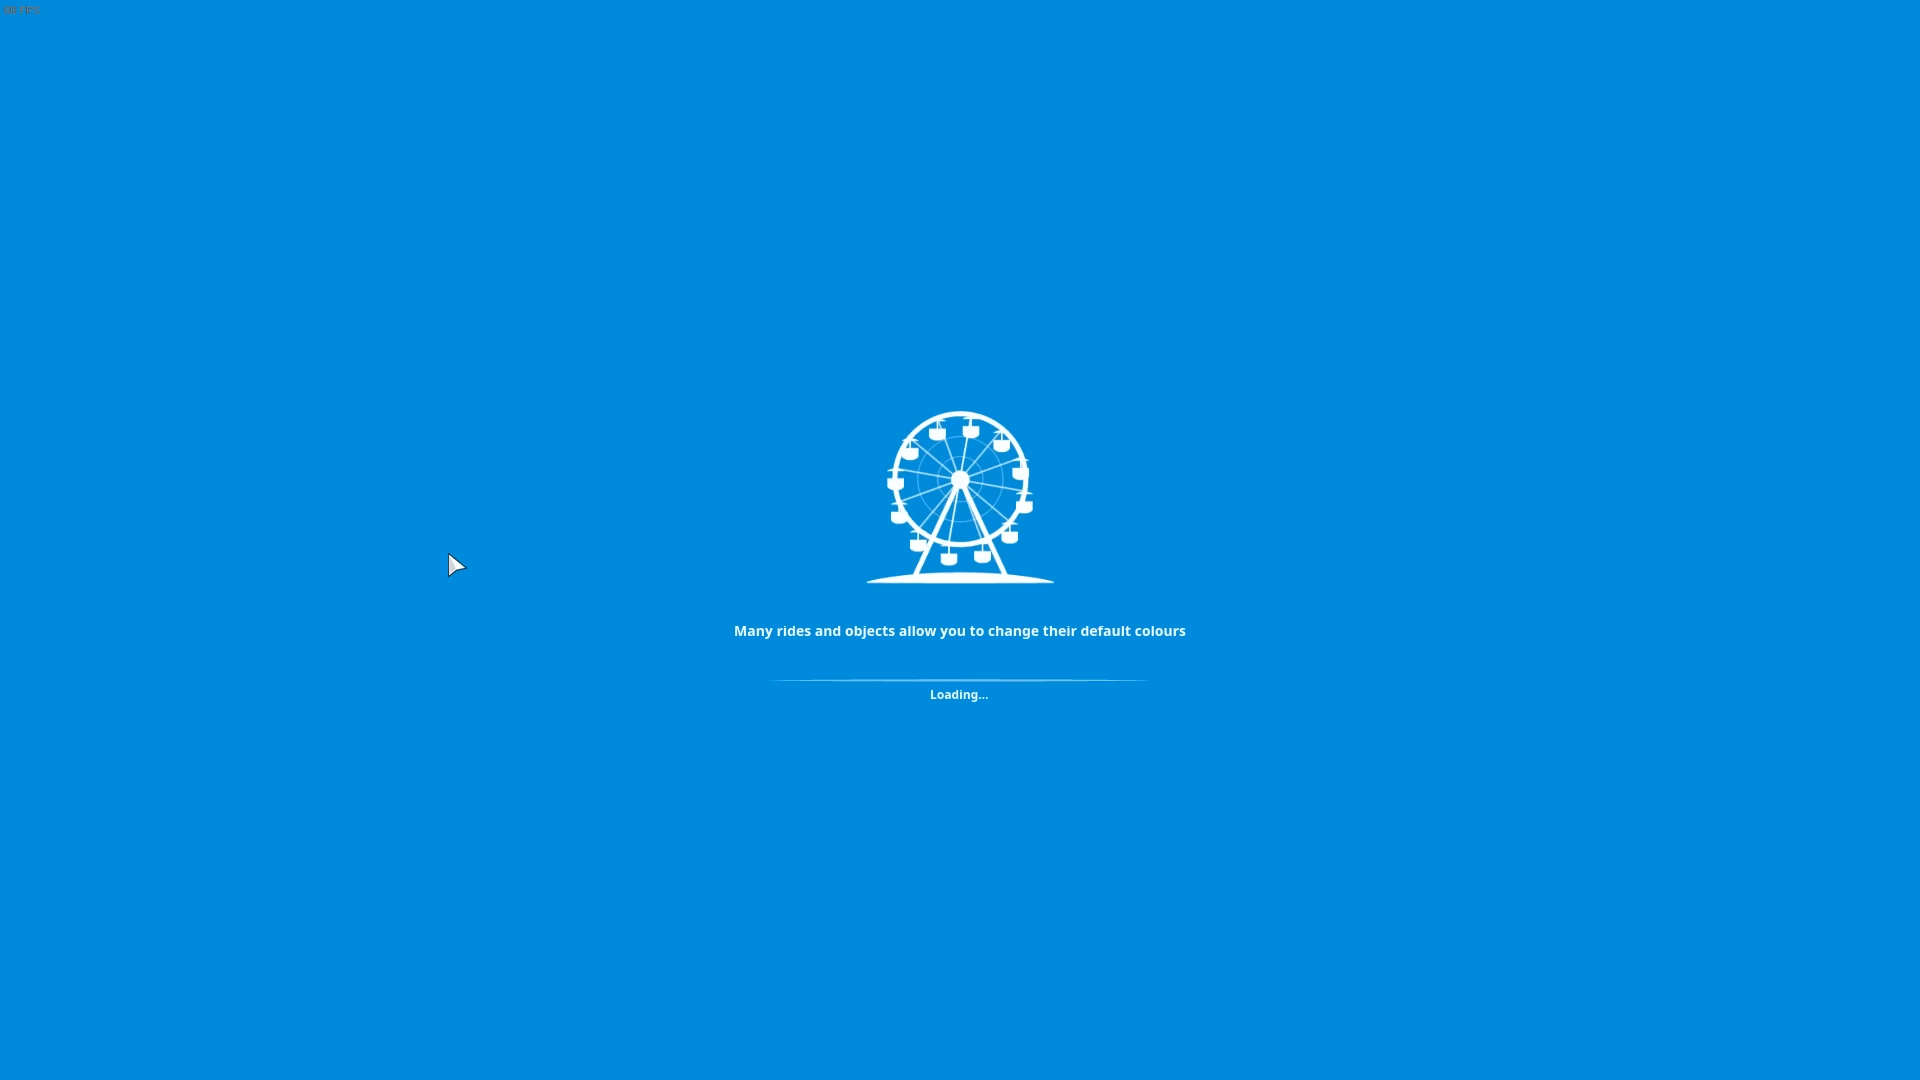 Many rides and objects allow you to change their default colours
Loading...